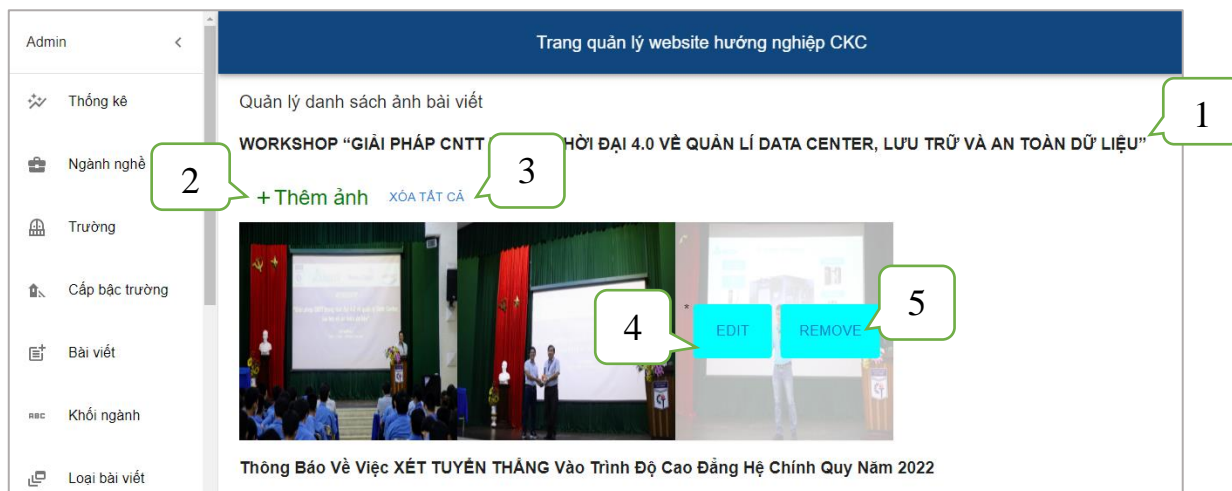 Admin
Trang quản lý website hướng nghiệp CKC
Thống kê
Ngành nghề
Trường
Cấp bậc trường
Bài viết
ABC Khối ngành
Loại bài viết
Quản lý danh sách ảnh bài viết
1
WORKSHOP “GIẢI PHÁP CNTT HỜI ĐẠI 4.0 VỀ QUẢN LÍ DATA CENTER, LƯU TRỮ VÀ AN TOÀN DỮ LIỆU”
2
3
+Thêm ảnh XÓA TẤT CẢ
4
5
* EDIT REMOVE
Thông Báo Về Việc XÉT TUYỂN THẲNG Vào Trình Độ Cao Đẳng Hệ Chính Quy Năm 2022